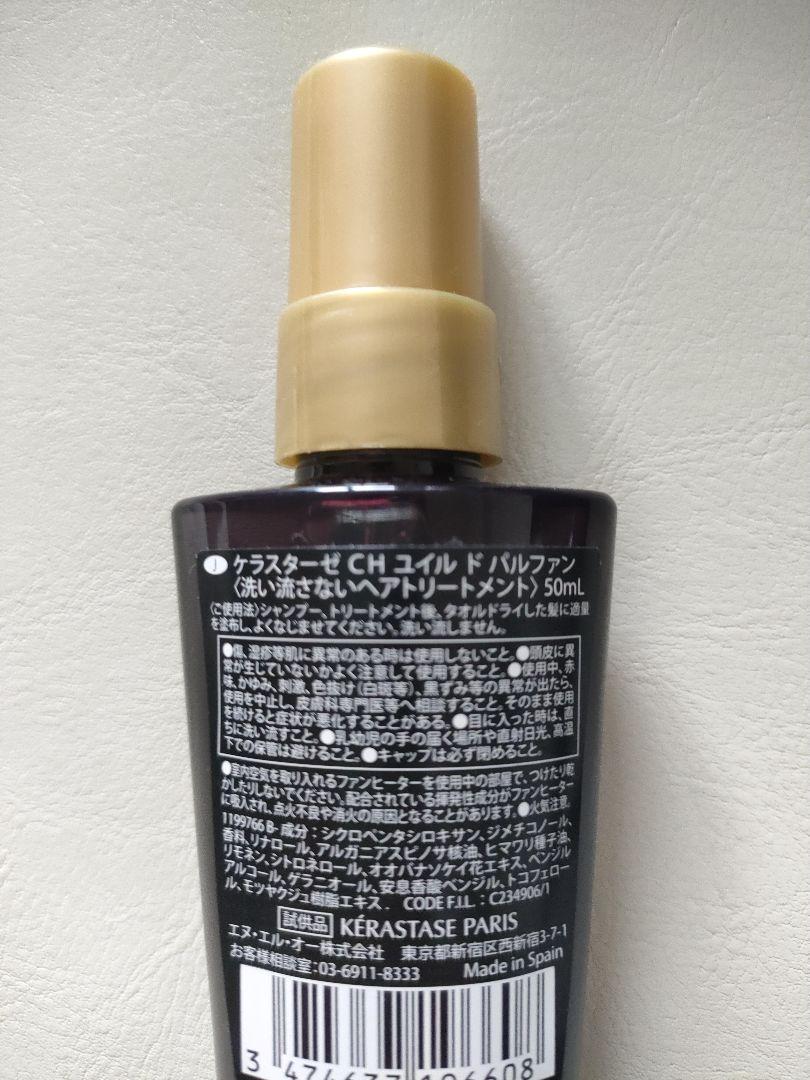 J ケラスターゼ CH ユイル ド パルファン
〈洗い流さないヘアトリートメント〉50mL
〈ご使用法〉シャンプー、トリートメント後、タオルドライした髪に適量
を塗布し、よくなじませてください。洗い流しません。
●傷、湿疹等肌に異常のある時は使用しないこと。●頭皮に異
常が生じていないかよく注意して使用すること。●使用中、赤
味、かゆみ、刺激、色抜け(白斑等)、黒ずみ等の異常が出たら、
使用を中止し、皮膚科専門医等へ相談すること。そのまま使用
を続けると症状が悪化することがある。●目に入った時は、直
ちに洗い流すこと。●乳幼児の手の届く場所や直射日光、高温
下での保管は避けること。●キャップは必ず閉めること。
●室内空気を取り入れるファンヒーターを使用中の部屋で、つけたり乾
かしたりしないでください。配合されている揮発性成分がファンヒーター
に吸入され、点火不良や消火の原因となることがあります。●火気注意。
1199766 B- 成分:シクロペンタシロキサン、ジメチコノール、
香料、リナロール、アルガニアスピノサ核油、ヒマワリ種子油、
リモネン、シトロネロール、オオバナソケイ花エキス、ベンジル
アルコール、ゲラニオール、安息香酸ベンジル、トコフェロー
ル、モツヤクジュ樹脂エキス. CODE F.I.L. : C234906/1
試供品 KÉRASTASE PARIS
エヌ・エル・オー株式会社 東京都新宿区西新宿3-7-1
お客様相談室:03-6911-8333 Made in Spain
3 474637 196608